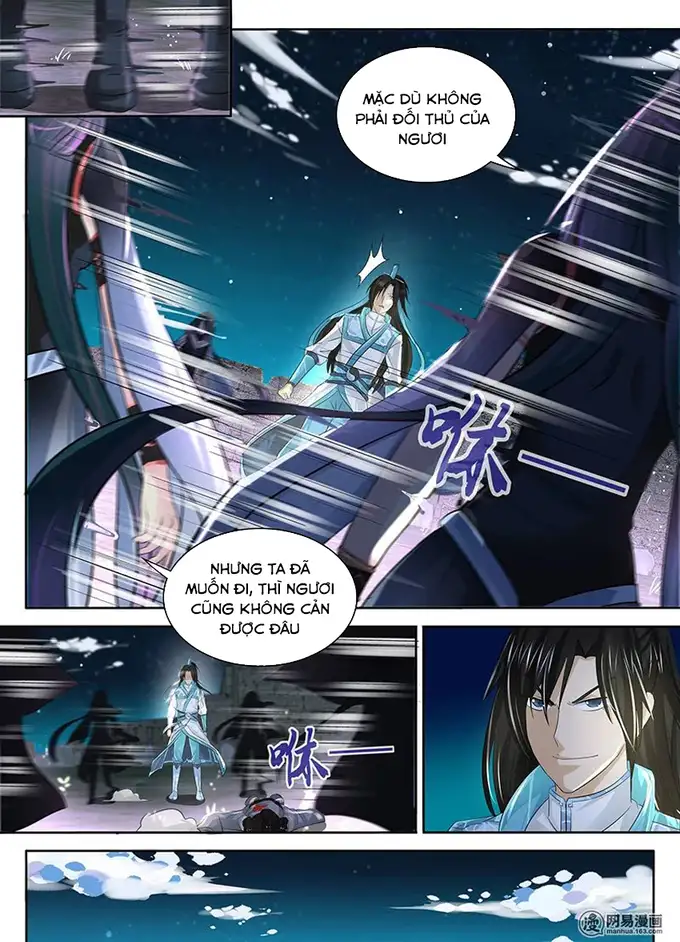 MẶC DÙ KHÔNG
PHẢI ĐỐI THỦ CỦA
NGƯƠI
咻——
NHƯNG TA ĐÃ
MUỐN ĐI, THÌ NGƯƠI
CŨNG KHÔNG CẢN
ĐƯỢC ĐÂU
咻——
网易漫画
manhua.163.com